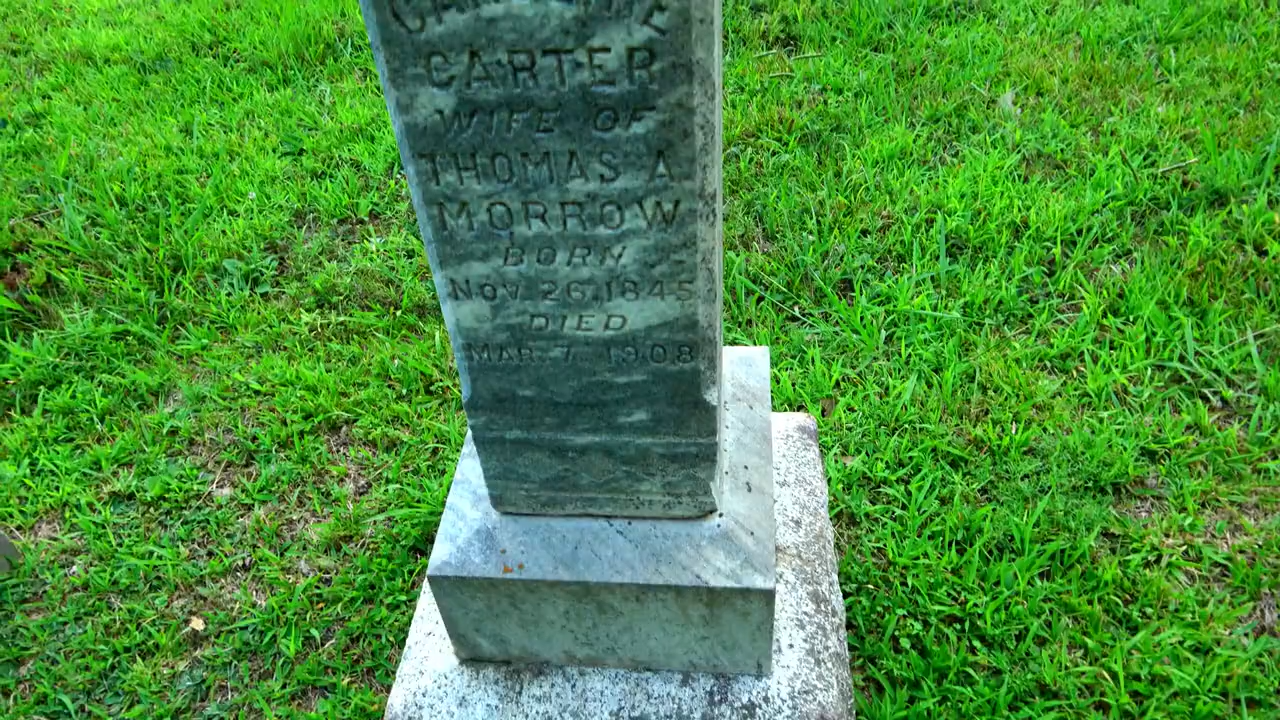 CARTER
WIFE OF
THOMAS A
MORROW
BORN
NOV. 26, 1845
DIED
MAR. 7, 1908